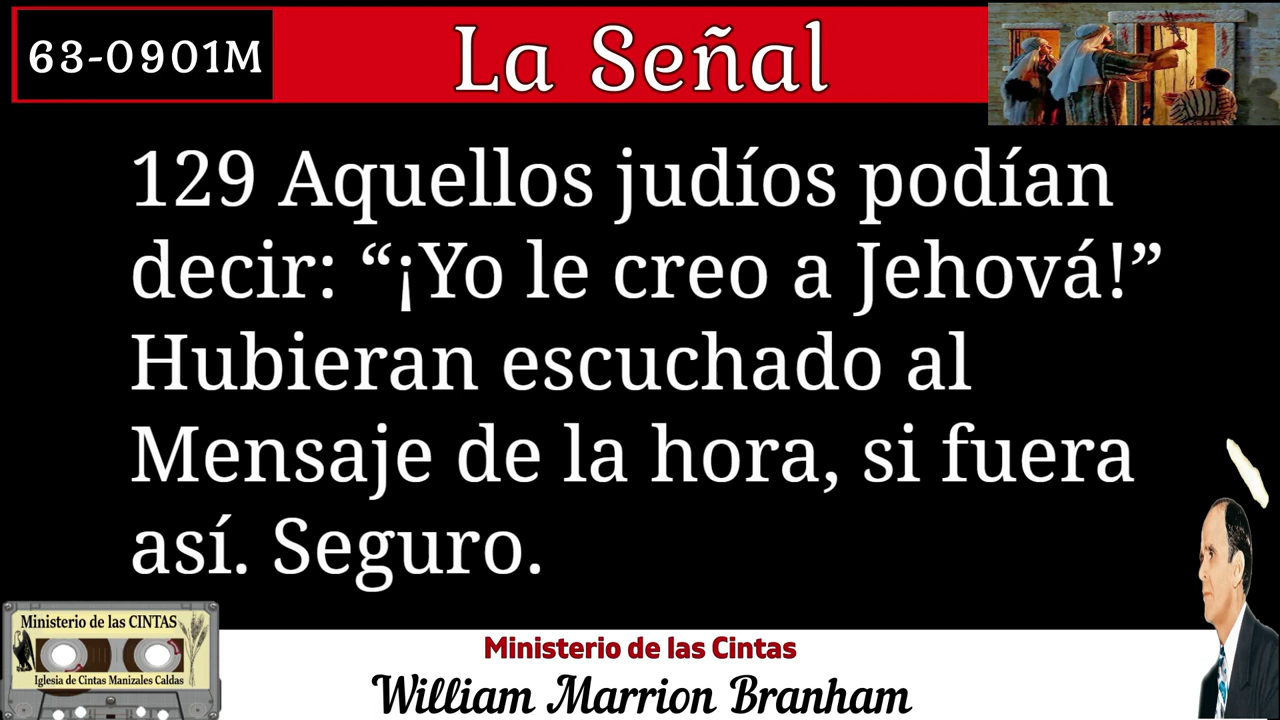 63-0901M
La Señal
129 Aquellos judíos podían
decir: “¡Yo le creo a Jehová!”
Hubieran escuchado al
Mensaje de la hora, si fuera
así. Seguro.
Ministerio de las CINTAS
Iglesia de Cintas Manizales Caldas
Ministerio de las Cintas
William Marrion Branham